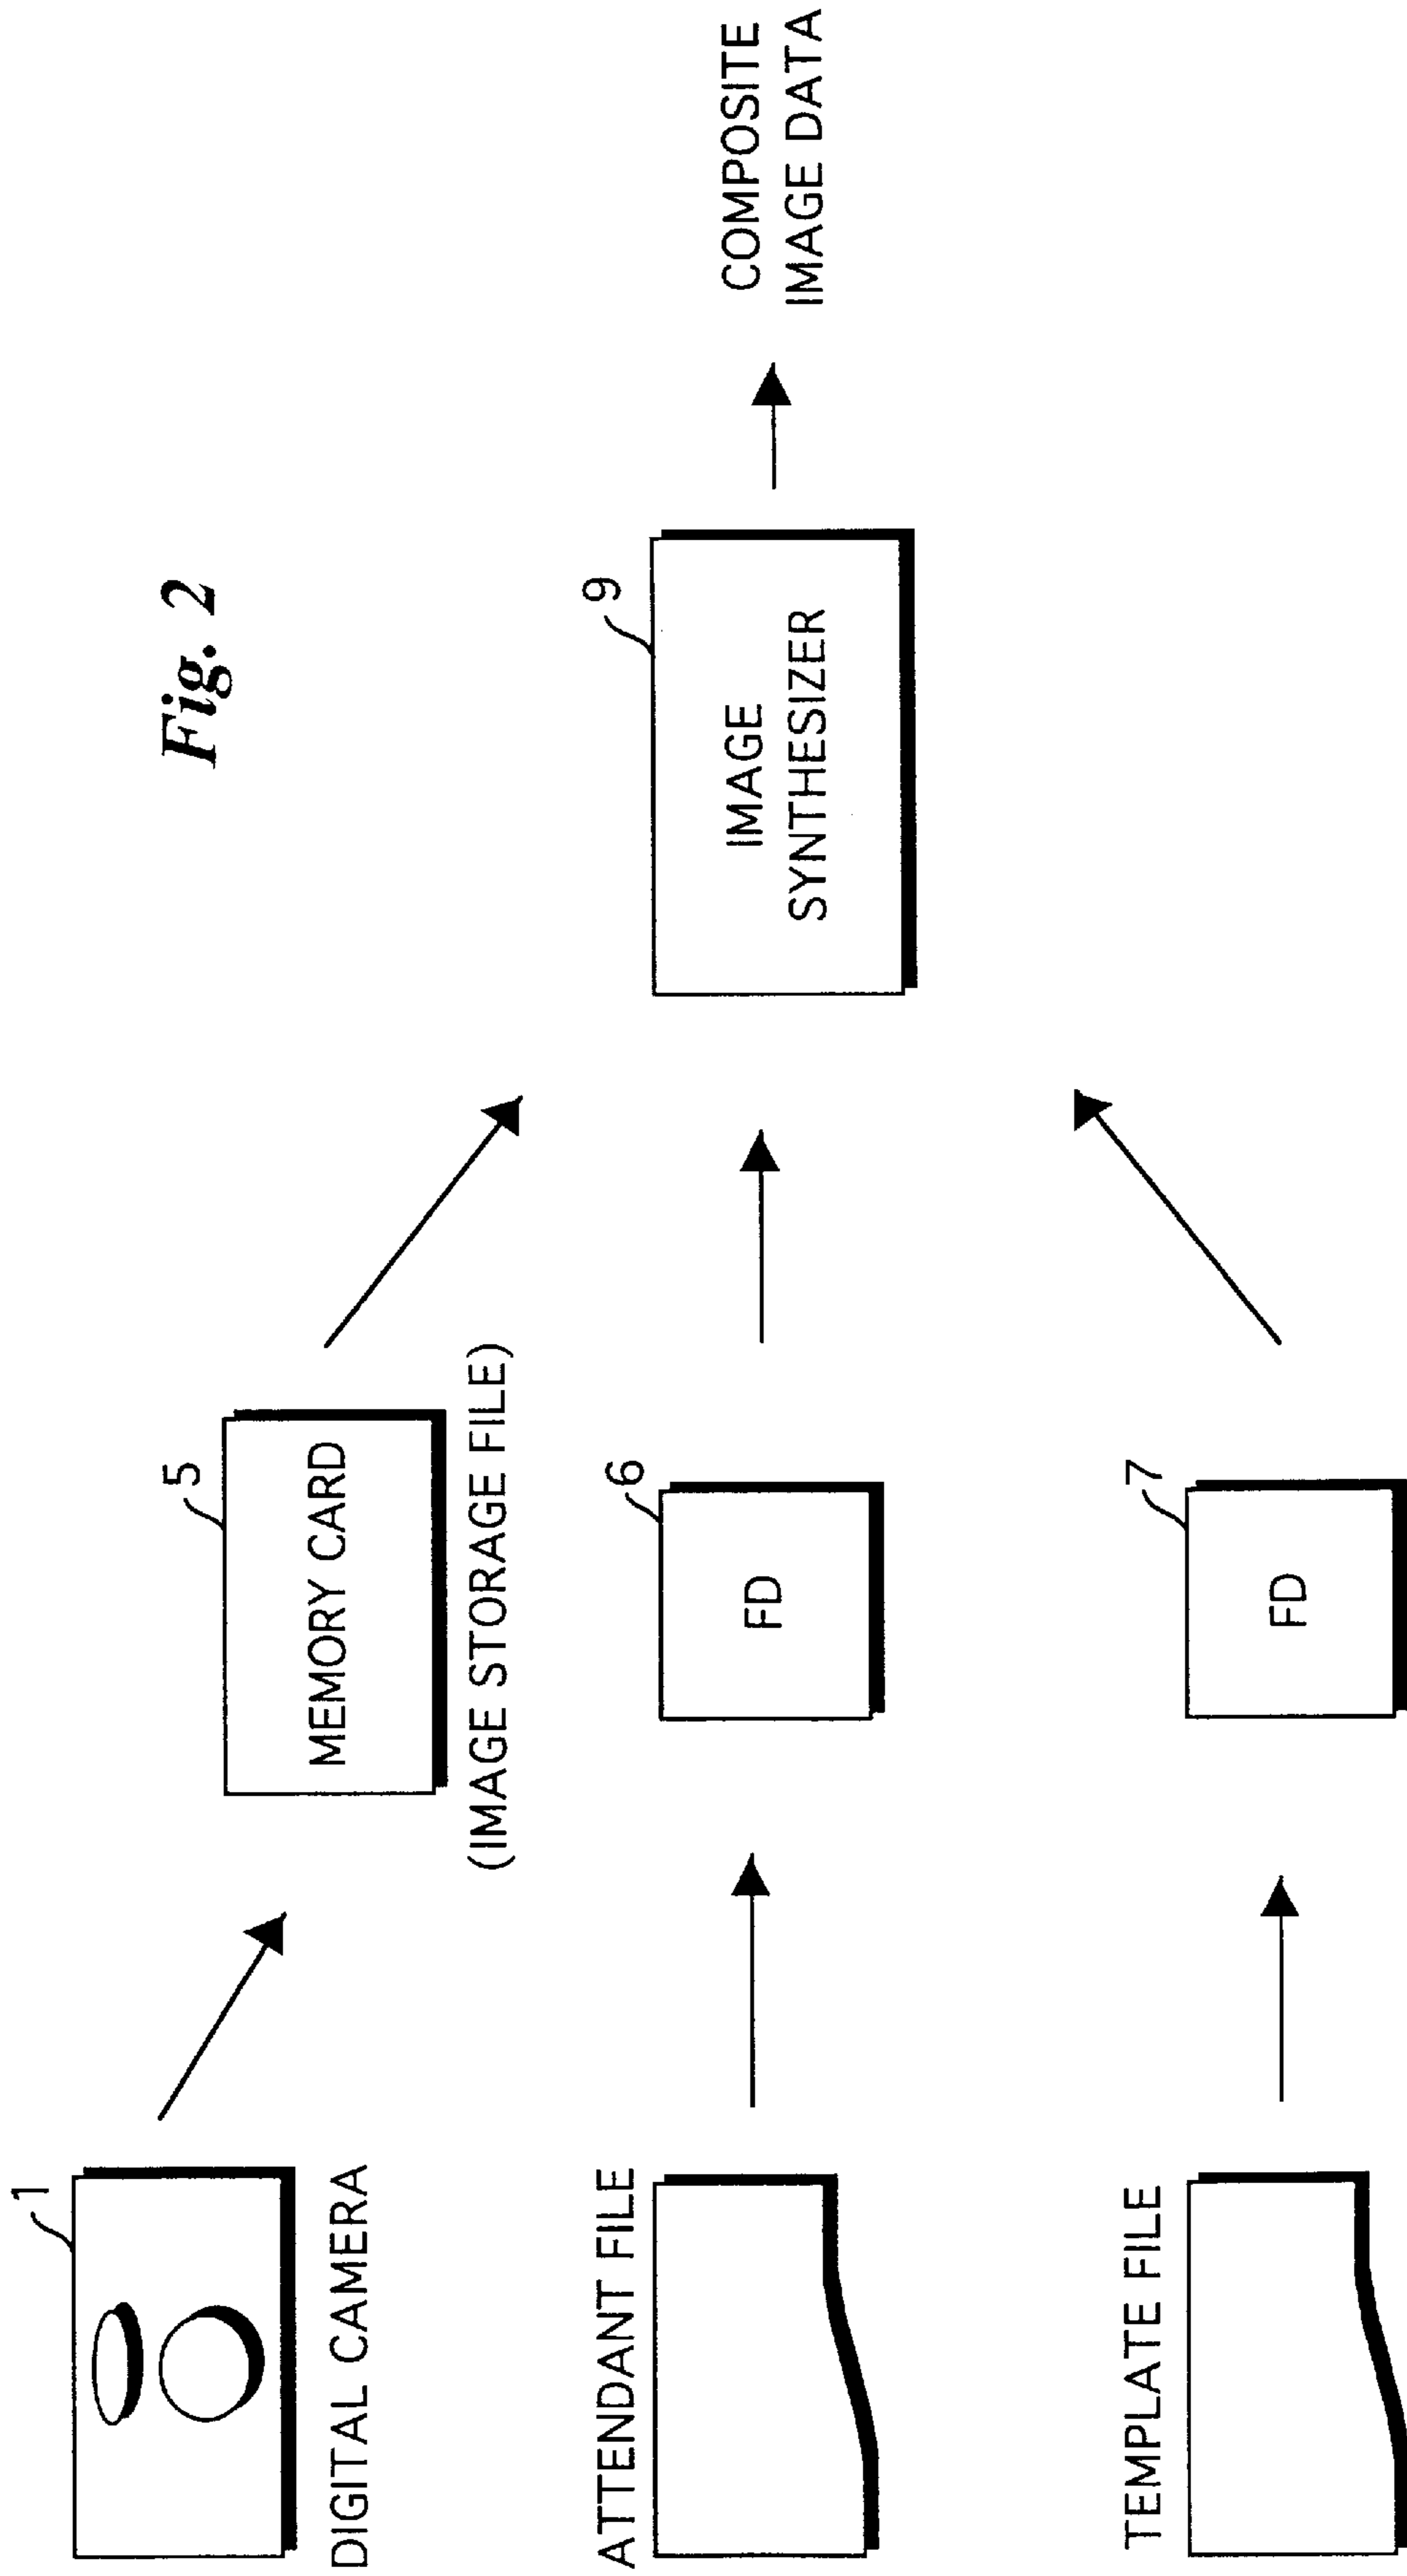 Fig. 2
1
DIGITAL CAMERA
5
MEMORY CARD
(IMAGE STORAGE FILE)
ATTENDANT FILE
6
FD
TEMPLATE FILE
7
FD
9
IMAGE
SYNTHESIZER
COMPOSITE
IMAGE DATA